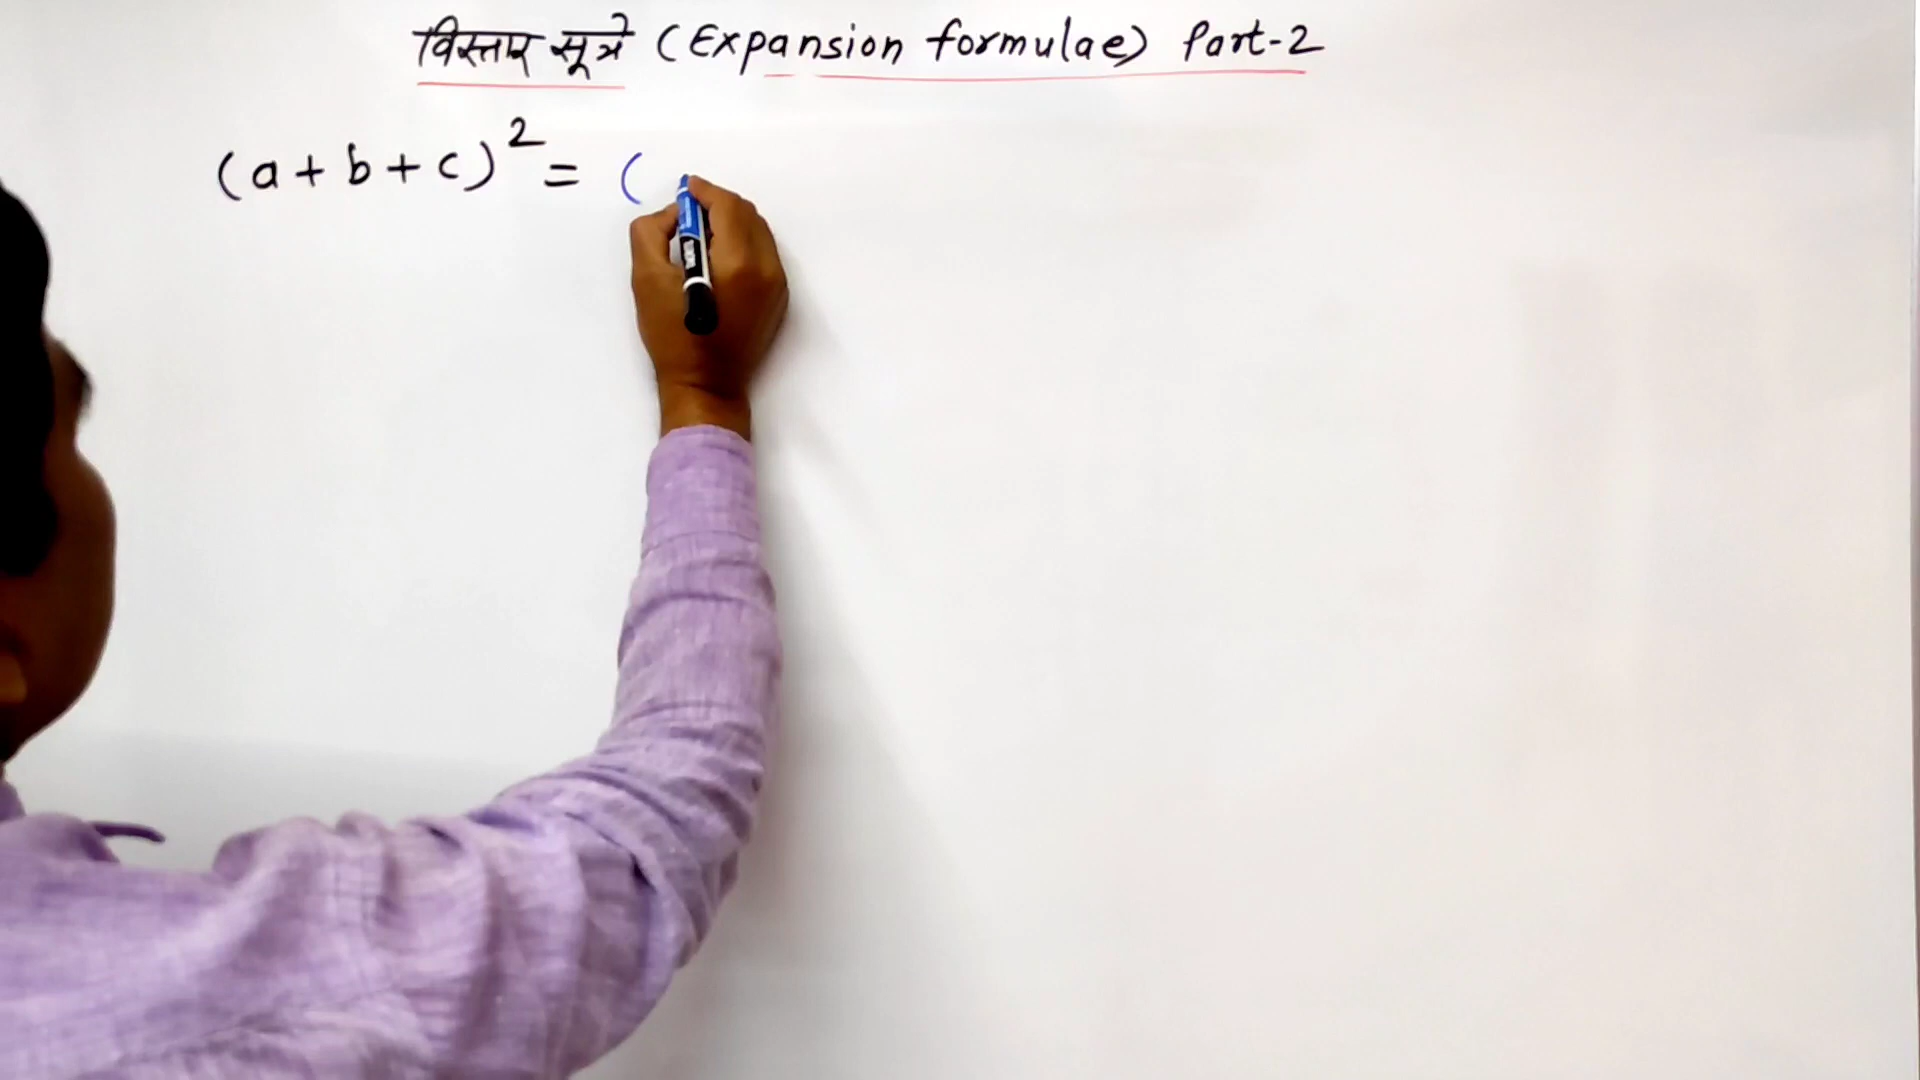 विस्तार सूत्रे (Expansion formulae) Part-2
(a + b + c)² = (